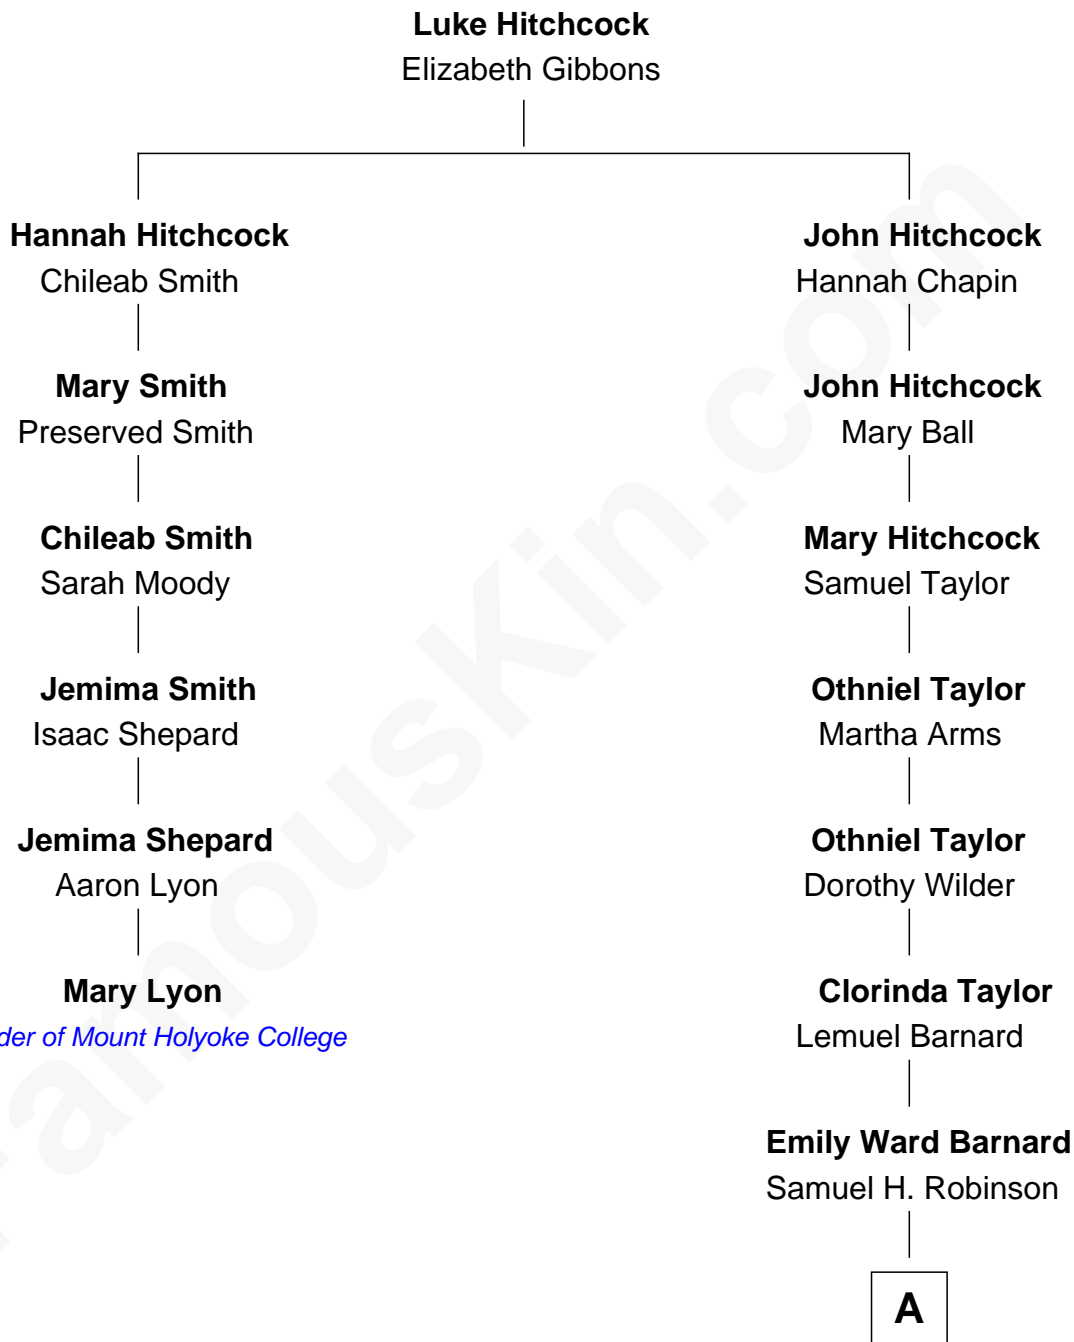 Luke Hitchcock
Elizabeth Gibbons
Hannah Hitchcock
Chileab Smith
Mary Smith
Preserved Smith
Chileab Smith
Sarah Moody
Jemima Smith
Isaac Shepard
Jemima Shepard
Aaron Lyon
Mary Lyon
of Mount Holyoke College
John Hitchcock
Hannah Chapin
John Hitchcock
Mary Ball
Mary Hitchcock
Samuel Taylor
Othniel Taylor
Martha Arms
Othniel Taylor
Dorothy Wilder
Clorinda Taylor
Lemuel Barnard
Emily Ward Barnard
Samuel H. Robinson
A
FamousKin.com